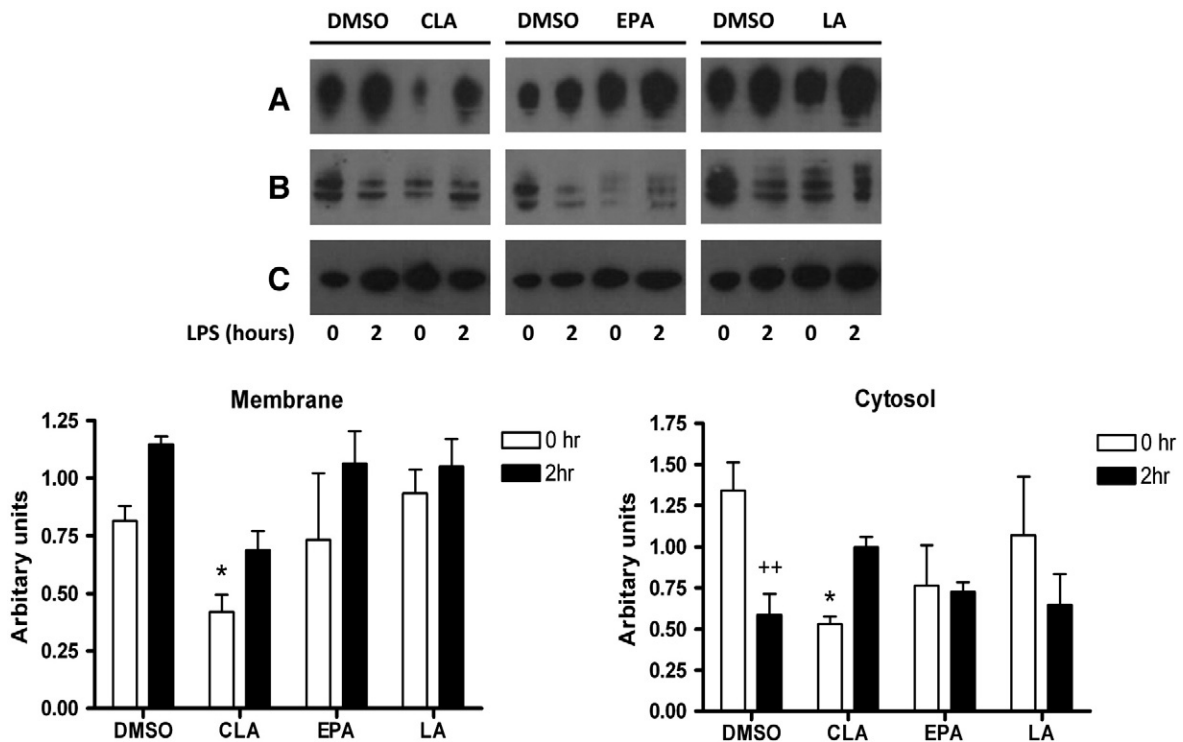 DMSO CLA DMSO EPA DMSO LA
A
B
C
LPS (hours) 0 2 0 2 0 2 0 2 0 2 0 2
Membrane
Arbitary units
1.25
1.00
0.75
0.50
0.25
0.00
*
DMSO CLA EPA LA
0 hr
2hr
Cytosol
Arbitary units
1.75
1.50
1.25
1.00
0.75
0.50
0.25
0.00
++
*
DMSO CLA EPA LA
0 hr
2hr